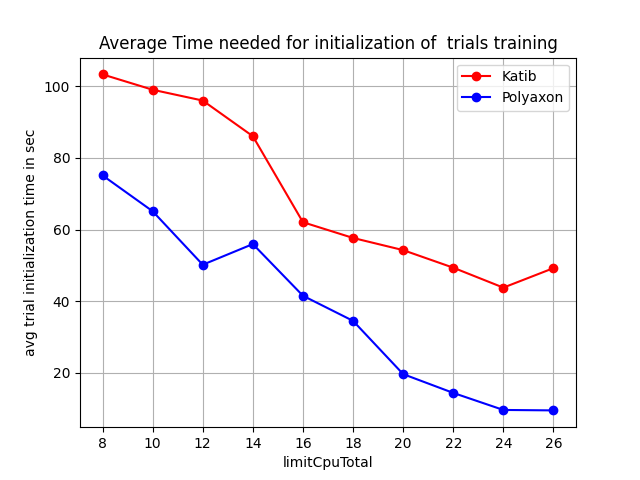 Average Time needed for initialization of  trials training
Katib
Polyaxon
100
80
60
40
20
avg trial initialization time in sec
8 10 12 14 16 18 20 22 24 26
limitCpuTotal